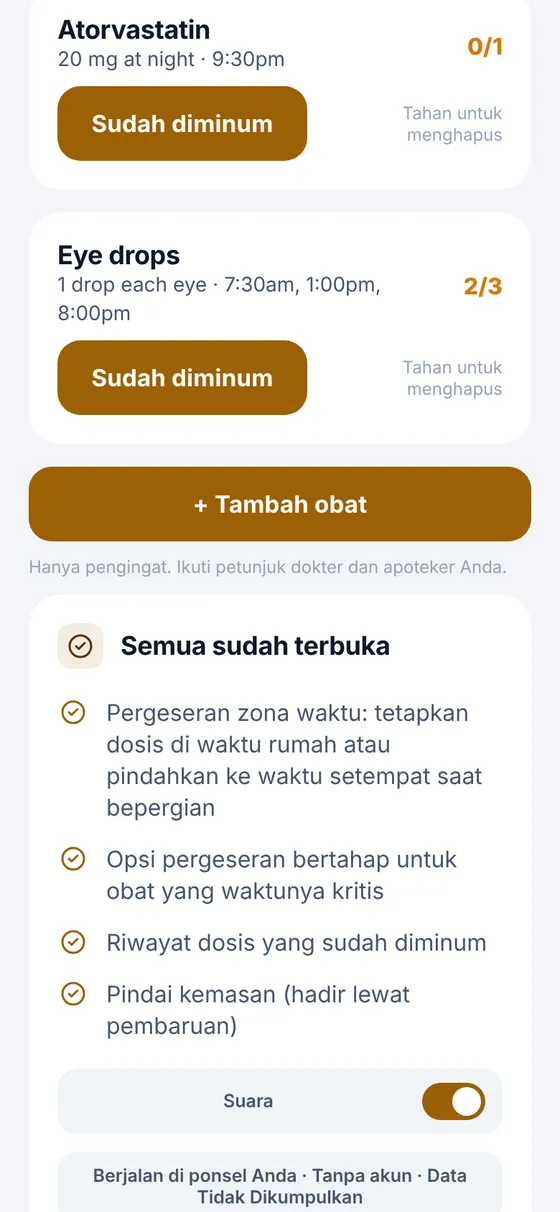 Atorvastatin
20 mg at night · 9:30pm
0/1
Sudah diminum
Tahan untuk
menghapus
Eye drops
1 drop each eye · 7:30am, 1:00pm,
8:00pm
2/3
Sudah diminum
Tahan untuk
menghapus
+ Tambah obat
Hanya pengingat. Ikuti petunjuk dokter dan apoteker Anda.
Semua sudah terbuka
Pergeseran zona waktu: tetapkan
dosis di waktu rumah atau
pindahkan ke waktu setempat saat
bepergian
Opsi pergeseran bertahap untuk
obat yang waktunya kritis
Riwayat dosis yang sudah diminum
Pindai kemasan (hadir lewat
pembaruan)
Suara
Berjalan di ponsel Anda · Tanpa akun · Data
Tidak Dikumpulkan